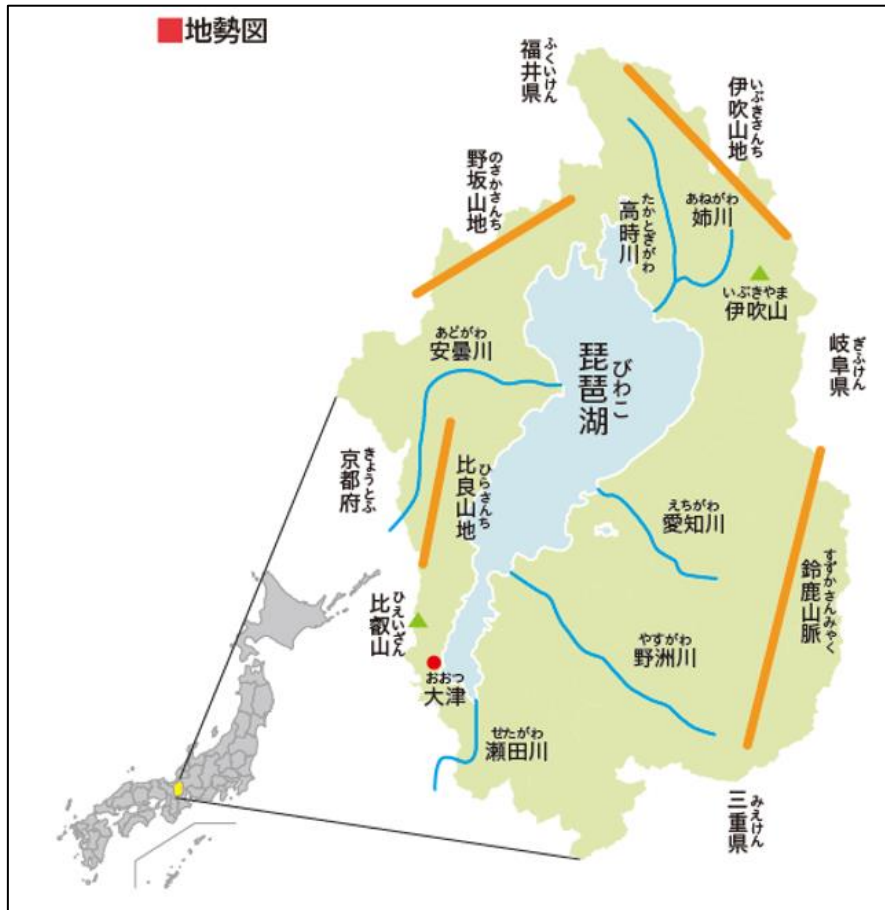 ■地勢図
ふくいけん
福井県
いぶきさんち
伊吹山地
のさかさんち
野坂山地
たかときがわ
高時川
あねがわ
姉川
いぶきやま
伊吹山
あどがわ
安曇川
びわこ
琵琶湖
ぎふけん
岐阜県
きょうとふ
京都府
ひらさんち
比良山地
えちがわ
愛知川
すずかさんみゃく
鈴鹿山脈
ひえいざん
比叡山
やすがわ
野洲川
おおつ
大津
せたがわ
瀬田川
みえけん
三重県